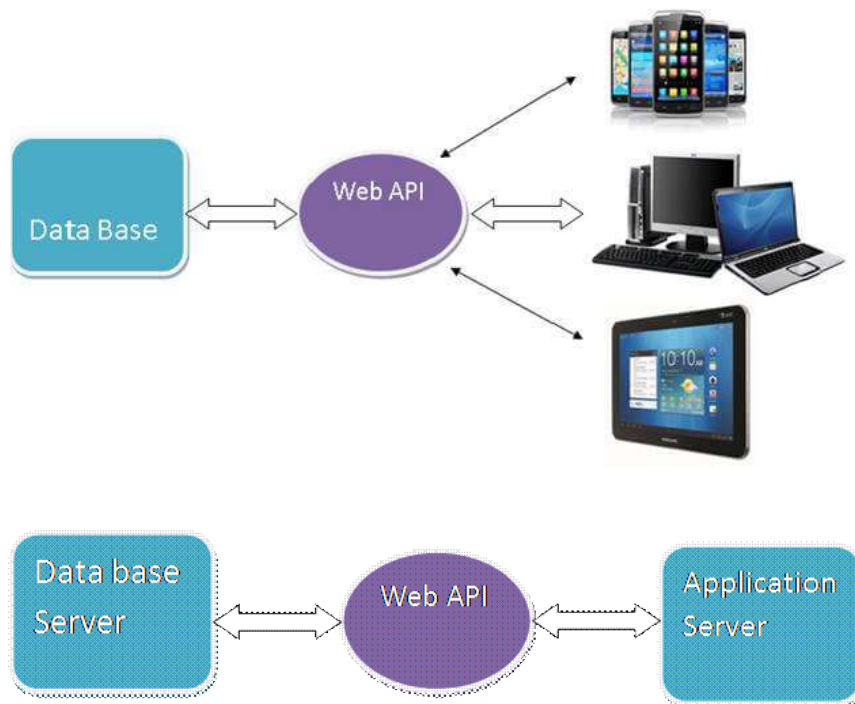 Data Base
Web API
10:10
Data base
Server
Web API
Application
Server